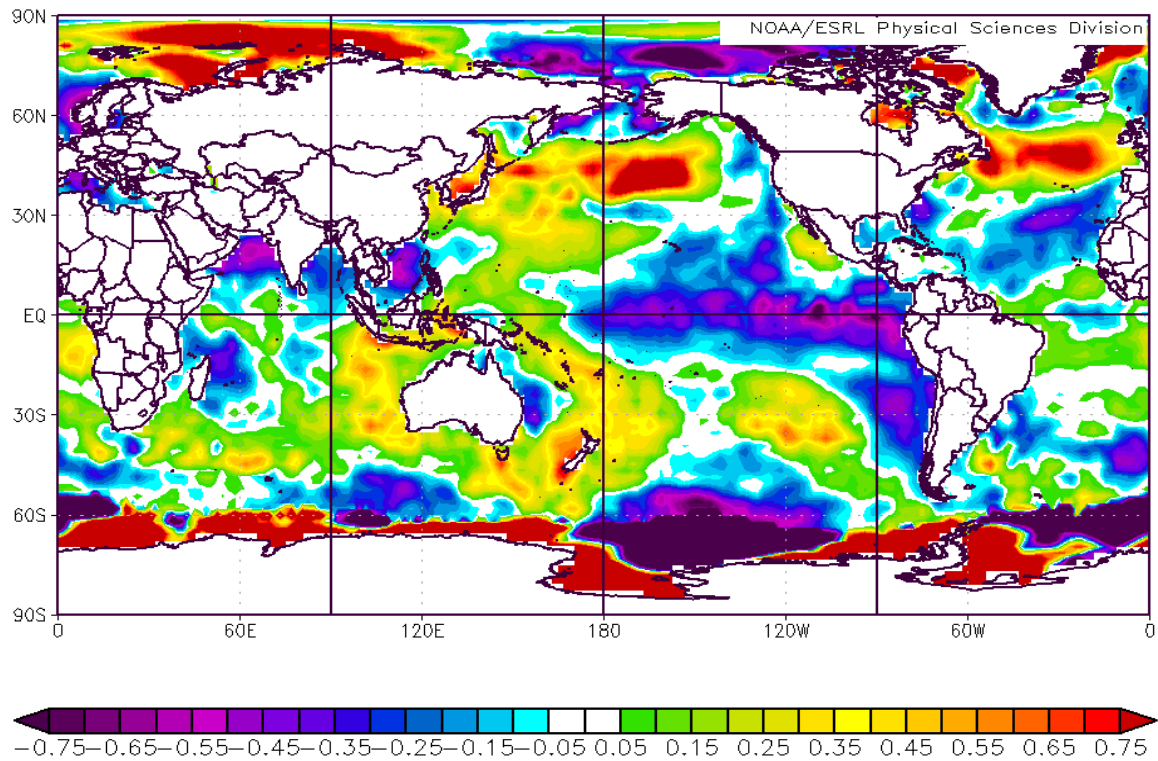 NOAA/ESRL Physical Sciences Division
90N
60N
30N
EQ
30S
60S
90S
0 60E 120E 180 120W 60W 0
−0.75 −0.65 −0.55 −0.45 −0.35 −0.25 −0.15 −0.05 0.05 0.15 0.25 0.35 0.45 0.55 0.65 0.75